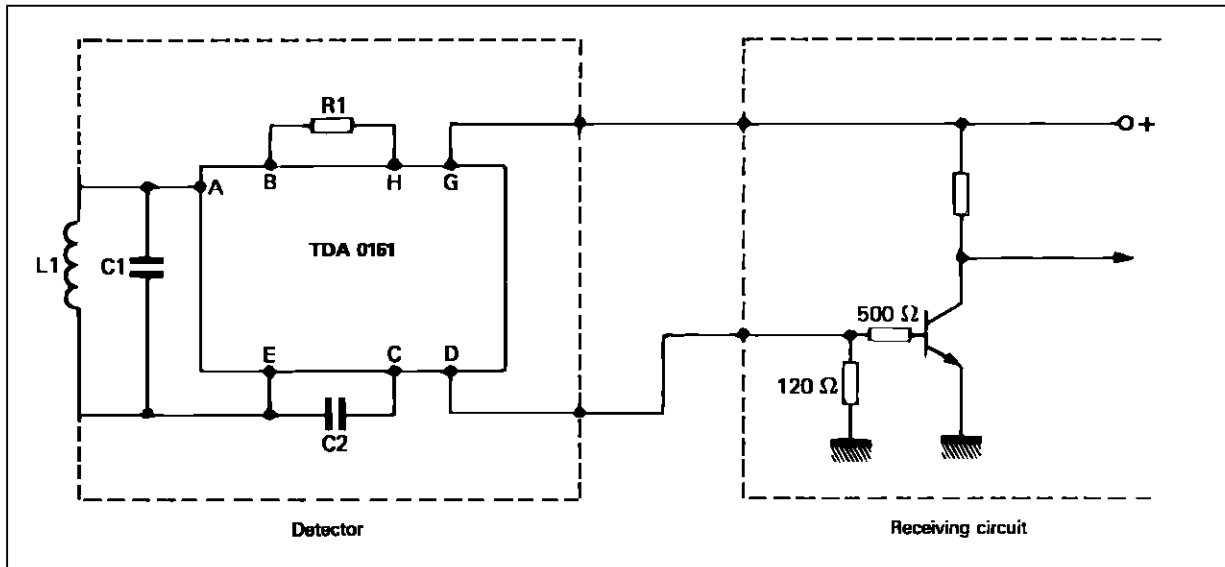 R1
A
B
H
G
TDA 0161
L1
C1
E
C
D
C2
Detector
+
500 Ω
120 Ω
Receiving circuit